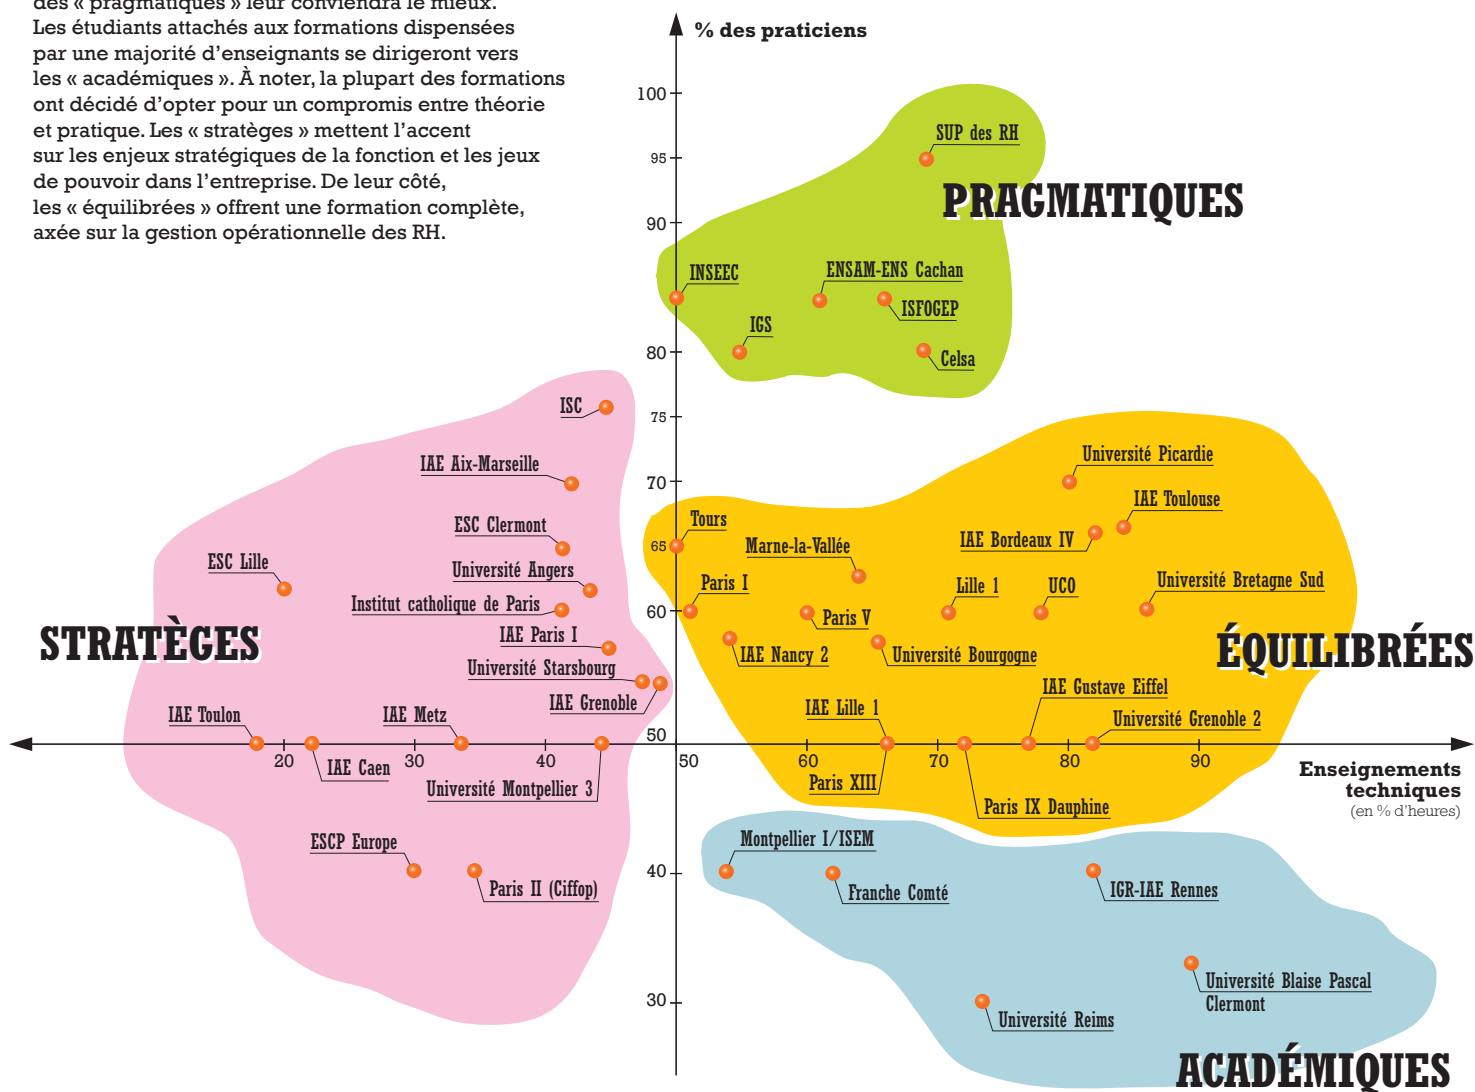 des « pragmatiques » leur conviendra le mieux.
Les étudiants attachés aux formations dispensées
par une majorité d’enseignants se dirigeront vers
les « académiques ». À noter, la plupart des formations
ont décidé d’opter pour un compromis entre théorie
et pratique. Les « stratèges » mettent l’accent
sur les enjeux stratégiques de la fonction et les jeux
de pouvoir dans l’entreprise. De leur côté,
les « équilibrées » offrent une formation complète,
axée sur la gestion opérationnelle des RH.
% des praticiens
100
SUP des RH
95
PRAGMATIQUES
90
INSEEC
ENSAM-ENS Cachan
ISFOGEP
IGS
80
Celsa
ISC
75
IAE Aix-Marseille
Université Picardie
70
IAE Toulouse
ESC Clermont
Tours
IAE Bordeaux IV
65
Marne-la-Vallée
ESC Lille
Université Angers
Paris I
Lille 1
UCO
Université Bretagne Sud
Institut catholique de Paris
60
Paris V
STRATÈGES
IAE Paris I
IAE Nancy 2
Université Bourgogne
ÉQUILIBRÉES
Université Starsbourg
IAE Grenoble
IAE Gustave Eiffel
IAE Toulon
IAE Metz
IAE Lille 1
Université Grenoble 2
50
20
30
40
50
60
70
80
90
IAE Caen
Université Montpellier 3
Paris XIII
Paris IX Dauphine
Enseignements
techniques
(en % d’heures)
ESCP Europe
Montpellier I/ISEM
40
Paris II (Ciffop)
Franche Comté
IGR-IAE Rennes
Université Blaise Pascal
Clermont
30
Université Reims
ACADÉMIQUES